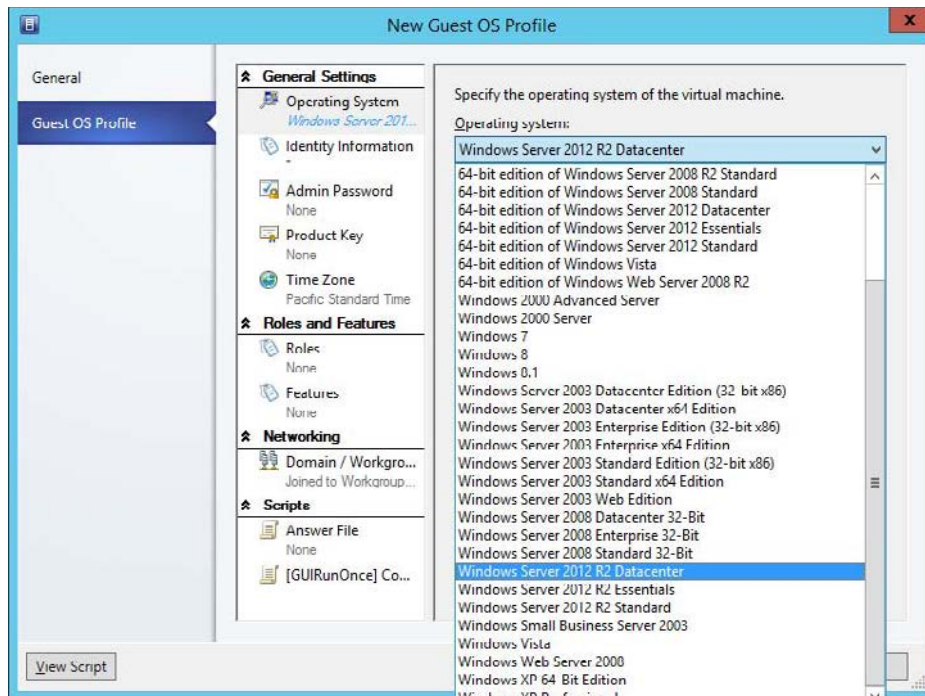 New Guest OS Profile
x
General
Guest OS Profile
General Settings
Operating System
Windows Server 201...
Identity Information
-
Admin Password
None
Product Key
None
Time Zone
Pacific Standard Time
Roles and Features
Roles
None
Features
None
Networking
Domain / Workgro...
Joined to Workgroup...
Scripts
Answer File
None
[GUIRunOnce] Co...
Specify the operating system of the virtual machine.
Operating system:
Windows Server 2012 R2 Datacenter
64-bit edition of Windows Server 2008 R2 Standard
64-bit edition of Windows Server 2008 Standard
64-bit edition of Windows Server 2012 Datacenter
64-bit edition of Windows Server 2012 Essentials
64-bit edition of Windows Server 2012 Standard
64-bit edition of Windows Vista
64-bit edition of Windows Web Server 2008 R2
Windows 2000 Advanced Server
Windows 2000 Server
Windows 7
Windows 8
Windows 8.1
Windows Server 2003 Datacenter Edition (32-bit x86)
Windows Server 2003 Datacenter x64 Edition
Windows Server 2003 Enterprise Edition (32-bit x86)
Windows Server 2003 Enterprise x64 Edition
Windows Server 2003 Standard Edition (32-bit x86)
Windows Server 2003 Standard x64 Edition
Windows Server 2003 Web Edition
Windows Server 2008 Datacenter 32-Bit
Windows Server 2008 Enterprise 32-Bit
Windows Server 2008 Standard 32-Bit
Windows Server 2012 R2 Datacenter
Windows Server 2012 R2 Essentials
Windows Server 2012 R2 Standard
Windows Small Business Server 2003
Windows Vista
Windows Web Server 2008
Windows XP 64-Bit Edition
Windows XP Professional
View Script